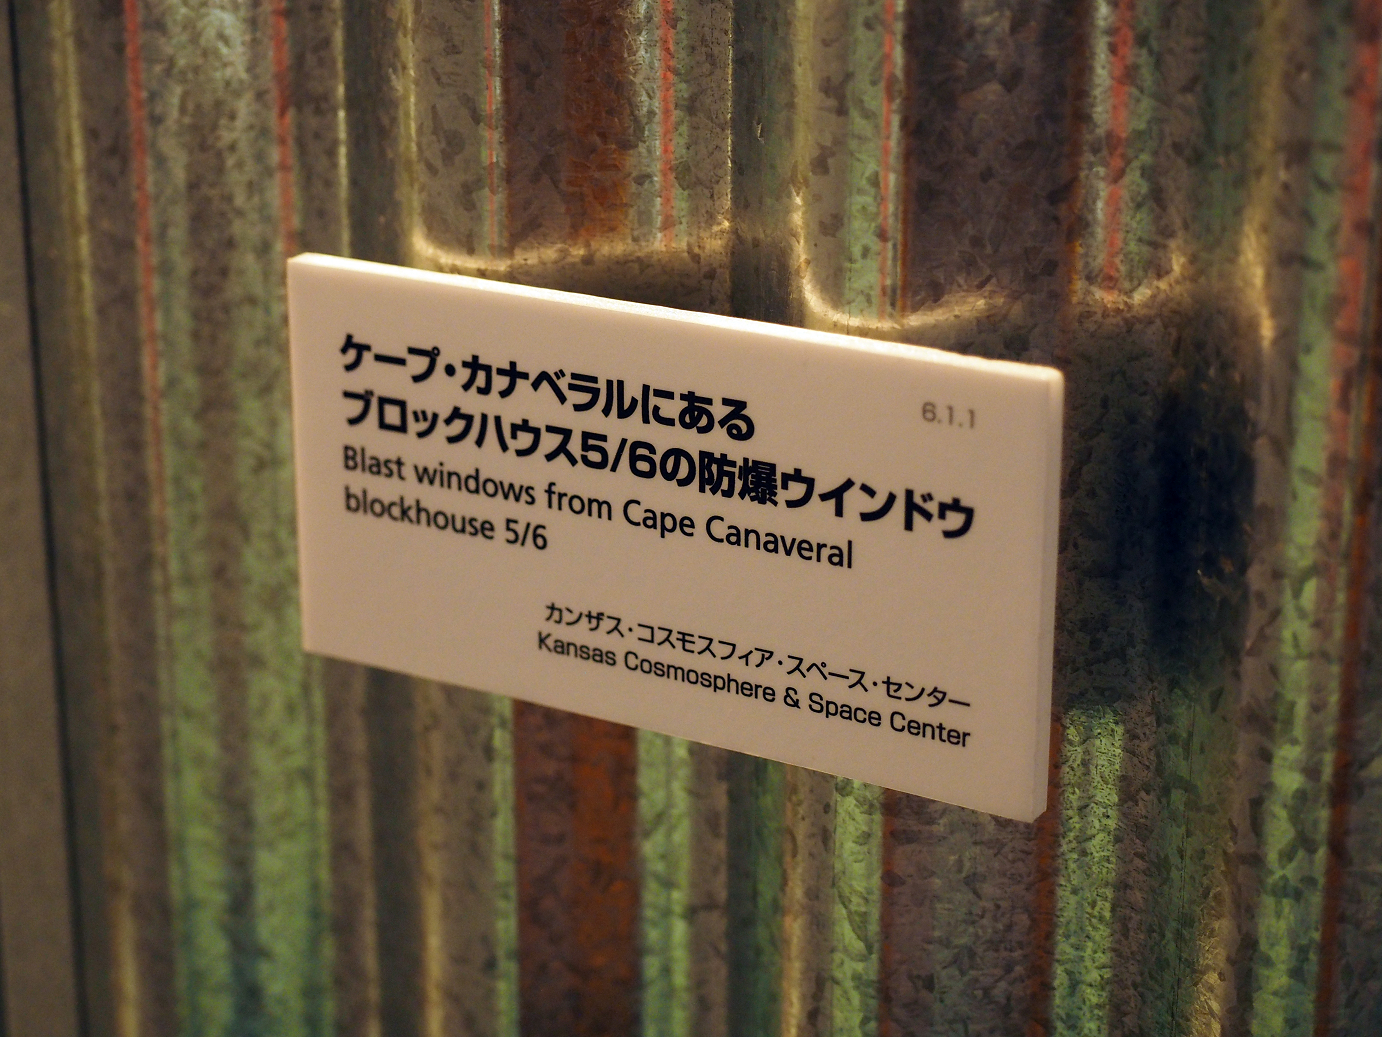 6.1.1
ケープ・カナベラルにある
ブロックハウス5/6の防爆ウインドウ
Blast windows from Cape Canaveral
blockhouse 5/6
カンザス・コスモスフィア・スペース・センター
Kansas Cosmosphere & Space Center